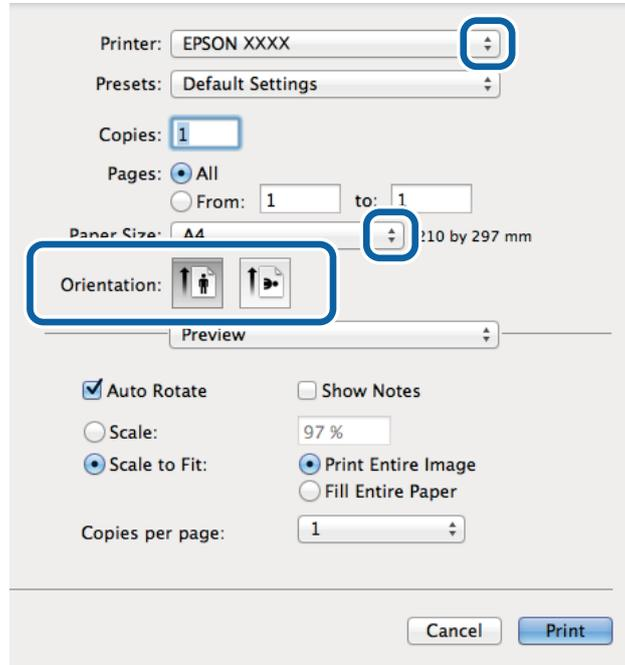 Printer: EPSON XXXX
Presets: Default Settings
Copies: 1
Pages: All
From: 1 to: 1
Paper Size: A4 210 by 297 mm
Orientation:
Preview
Auto Rotate Show Notes
Scale: 97 %
Scale to Fit: Print Entire Image
Fill Entire Paper
Copies per page: 1
Cancel Print